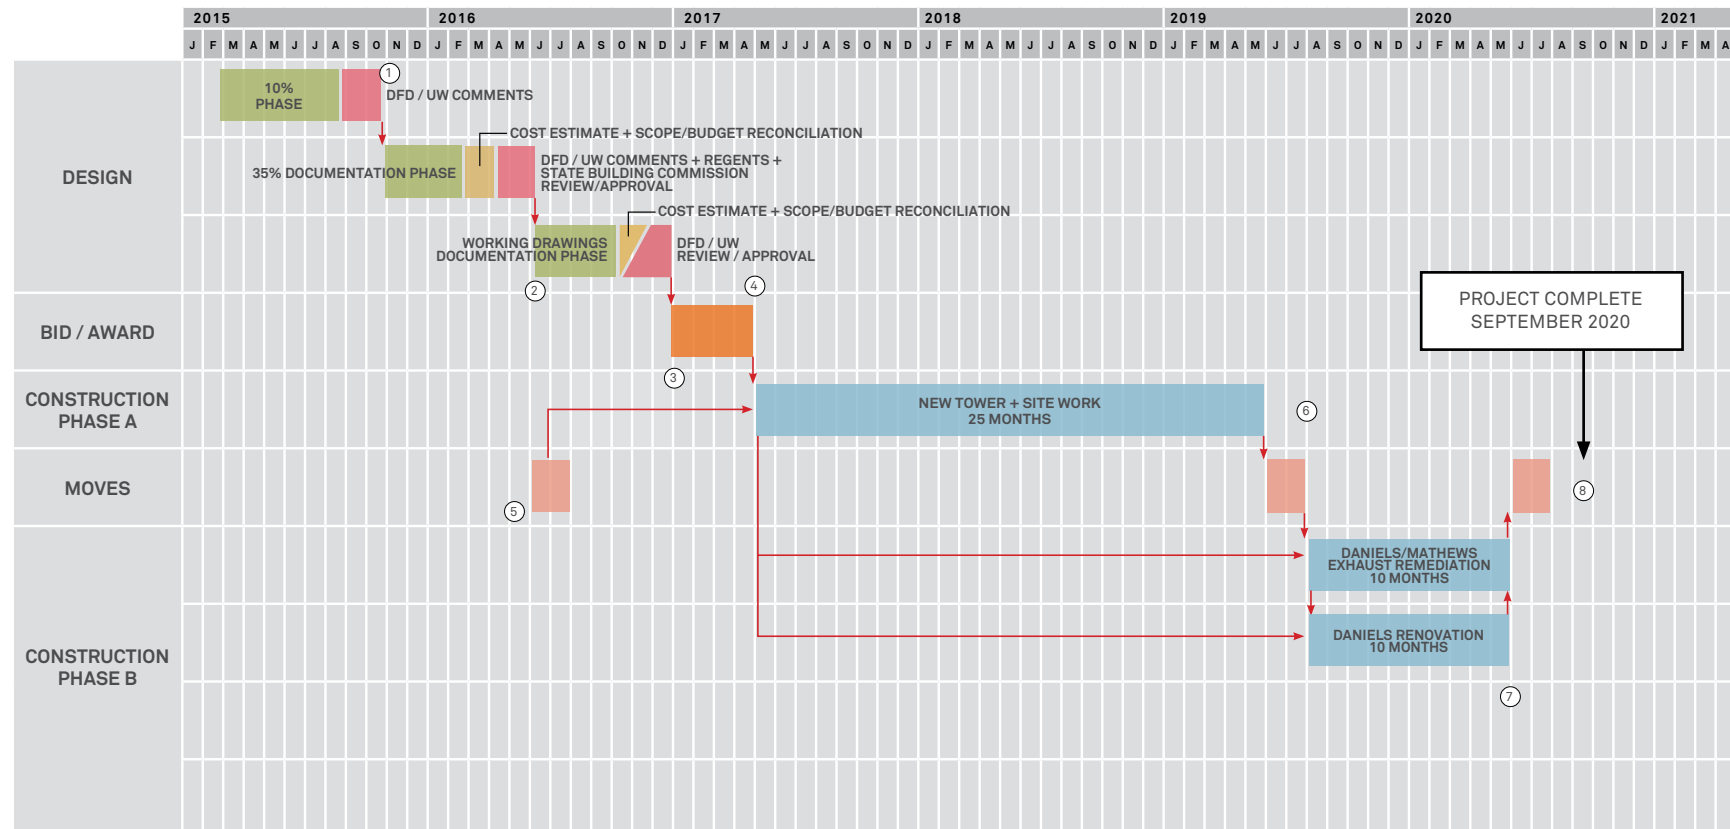 2015 2016 2017 2018 2019 2020 2021
J F M A M J J A S O N D J F M A M J J A S O N D J F M A M J J A S O N D J F M A M J J A S O N D J F M A M J J A S O N D J F M A M J J A S O N D J F M A
DESIGN
10%
PHASE
1
DFD / UW COMMENTS
COST ESTIMATE + SCOPE/BUDGET RECONCILIATION
35% DOCUMENTATION PHASE
DFD / UW COMMENTS + REGENTS +
STATE BUILDING COMMISSION
REVIEW/APPROVAL
COST ESTIMATE + SCOPE/BUDGET RECONCILIATION
WORKING DRAWINGS
DOCUMENTATION PHASE
DFD / UW
REVIEW / APPROVAL
2
4
BID / AWARD
3
PROJECT COMPLETE
SEPTEMBER 2020
CONSTRUCTION
PHASE A
NEW TOWER + SITE WORK
25 MONTHS
6
MOVES
5
8
CONSTRUCTION
PHASE B
DANIELS/MATHEWS
EXHAUST REMEDIATION
10 MONTHS
DANIELS RENOVATION
10 MONTHS
7